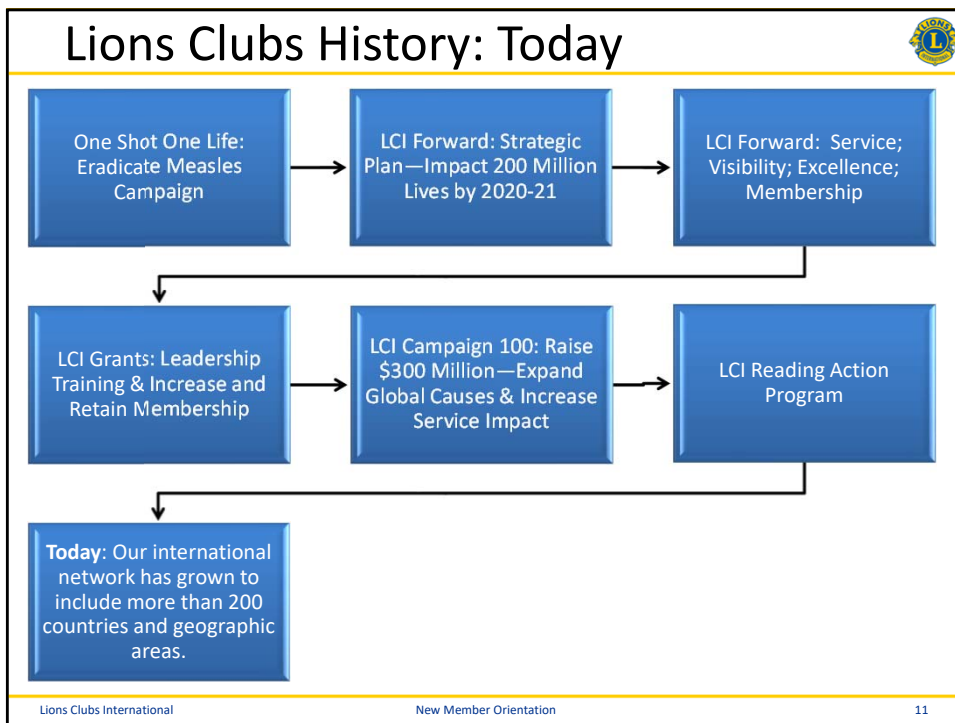 Lions Clubs History: Today
LIONS
L
INTERNATIONAL
One Shot One Life:
Eradicate Measles
Campaign
LCI Forward: Strategic
Plan—Impact 200 Million
Lives by 2020-21
LCI Forward:  Service;
Visibility; Excellence;
Membership
LCI Grants: Leadership
Training & Increase and
Retain Membership
LCI Campaign 100: Raise
$300 Million—Expand
Global Causes & Increase
Service Impact
LCI Reading Action
Program
Today: Our international
network has grown to
include more than 200
countries and geographic
areas.
Lions Clubs International
New Member Orientation
11